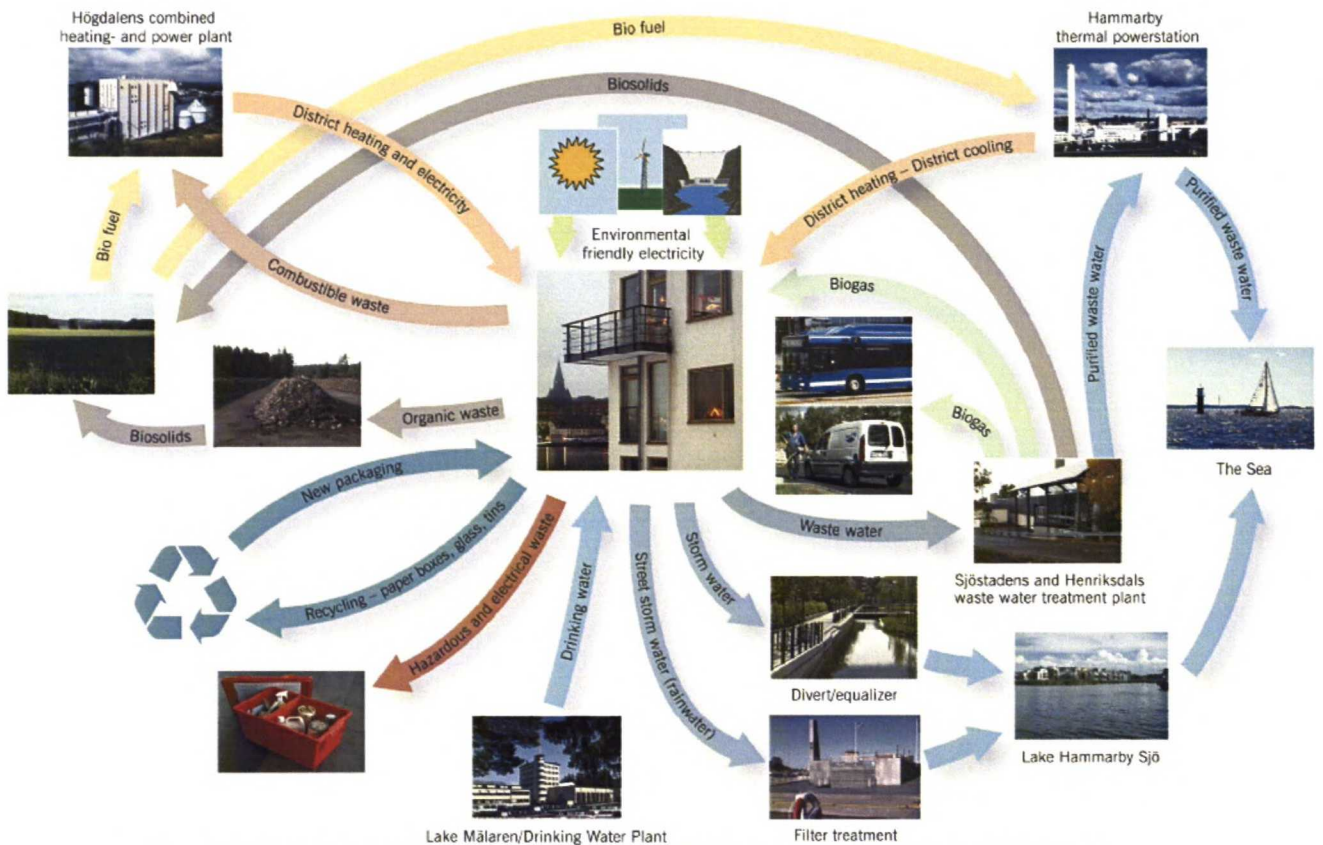 Högdalens combined
heating- and power plant
Hammarby
thermal powerstation
Bio fuel
Biosolids
District heating and electricity
District heating – District cooling
Purified waste water
Bio fuel
Combustible waste
Environmental
friendly electricity
Biogas
Purified waste water
Organic waste
Biosolids
Biogas
The Sea
New packaging
Waste water
Recycling – paper boxes, glass, tins
Hazardous and electrical waste
Drinking water
Street storm water (rainwater)
Storm water
Sjöstadens and Henriksdals
waste water treatment plant
Divert/equalizer
Lake Hammarby Sjö
Lake Mälaren/Drinking Water Plant
Filter treatment